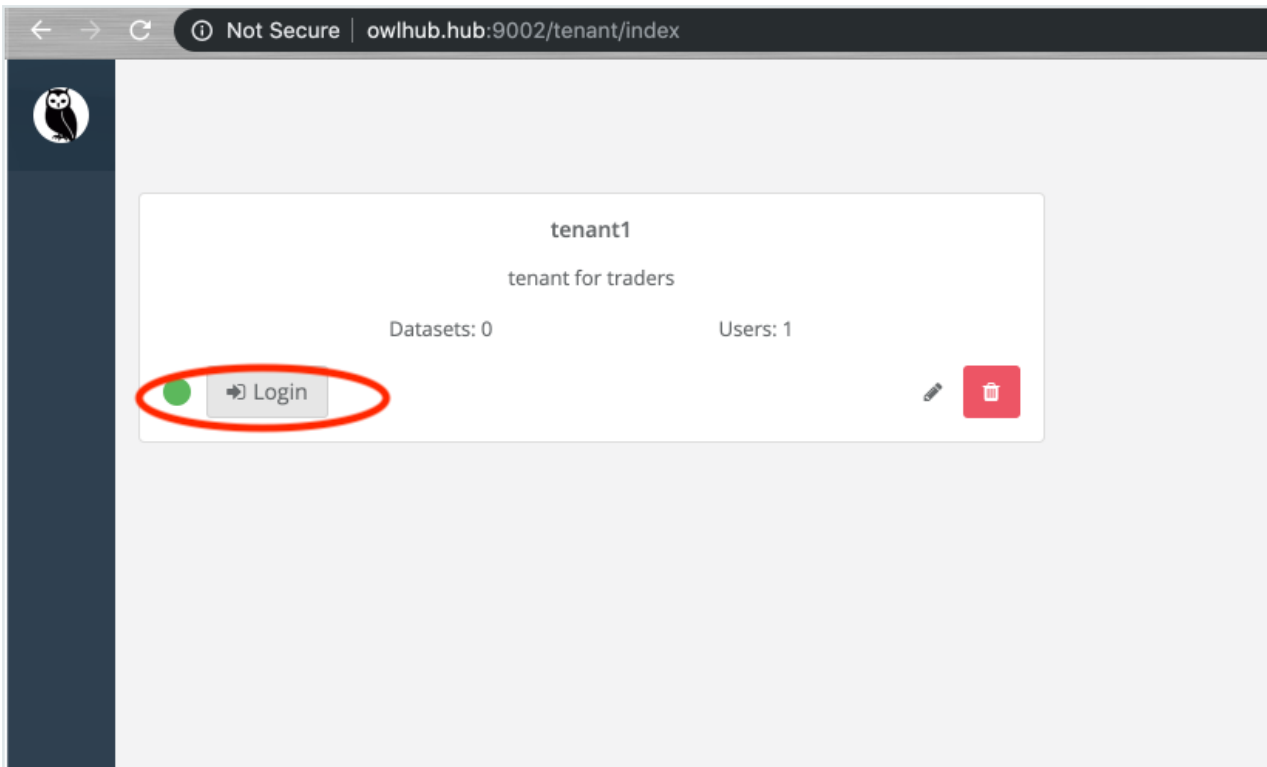 Not Secure | owlhub.hub:9002/tenant/index
tenant1
tenant for traders
Datasets: 0 Users: 1
Login